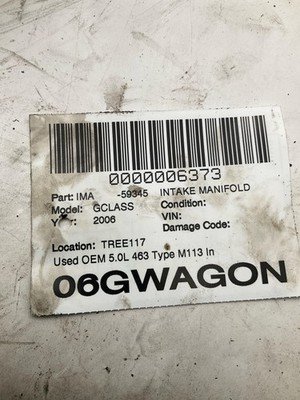 0000006373
Part: IMA -59345 INTAKE MANIFOLD
Model: GCLASS Condition:
Year: 2006 VIN:
Damage Code:
Location: TREE117
Used OEM 5.0L 463 Type M113 In
06GWAGON